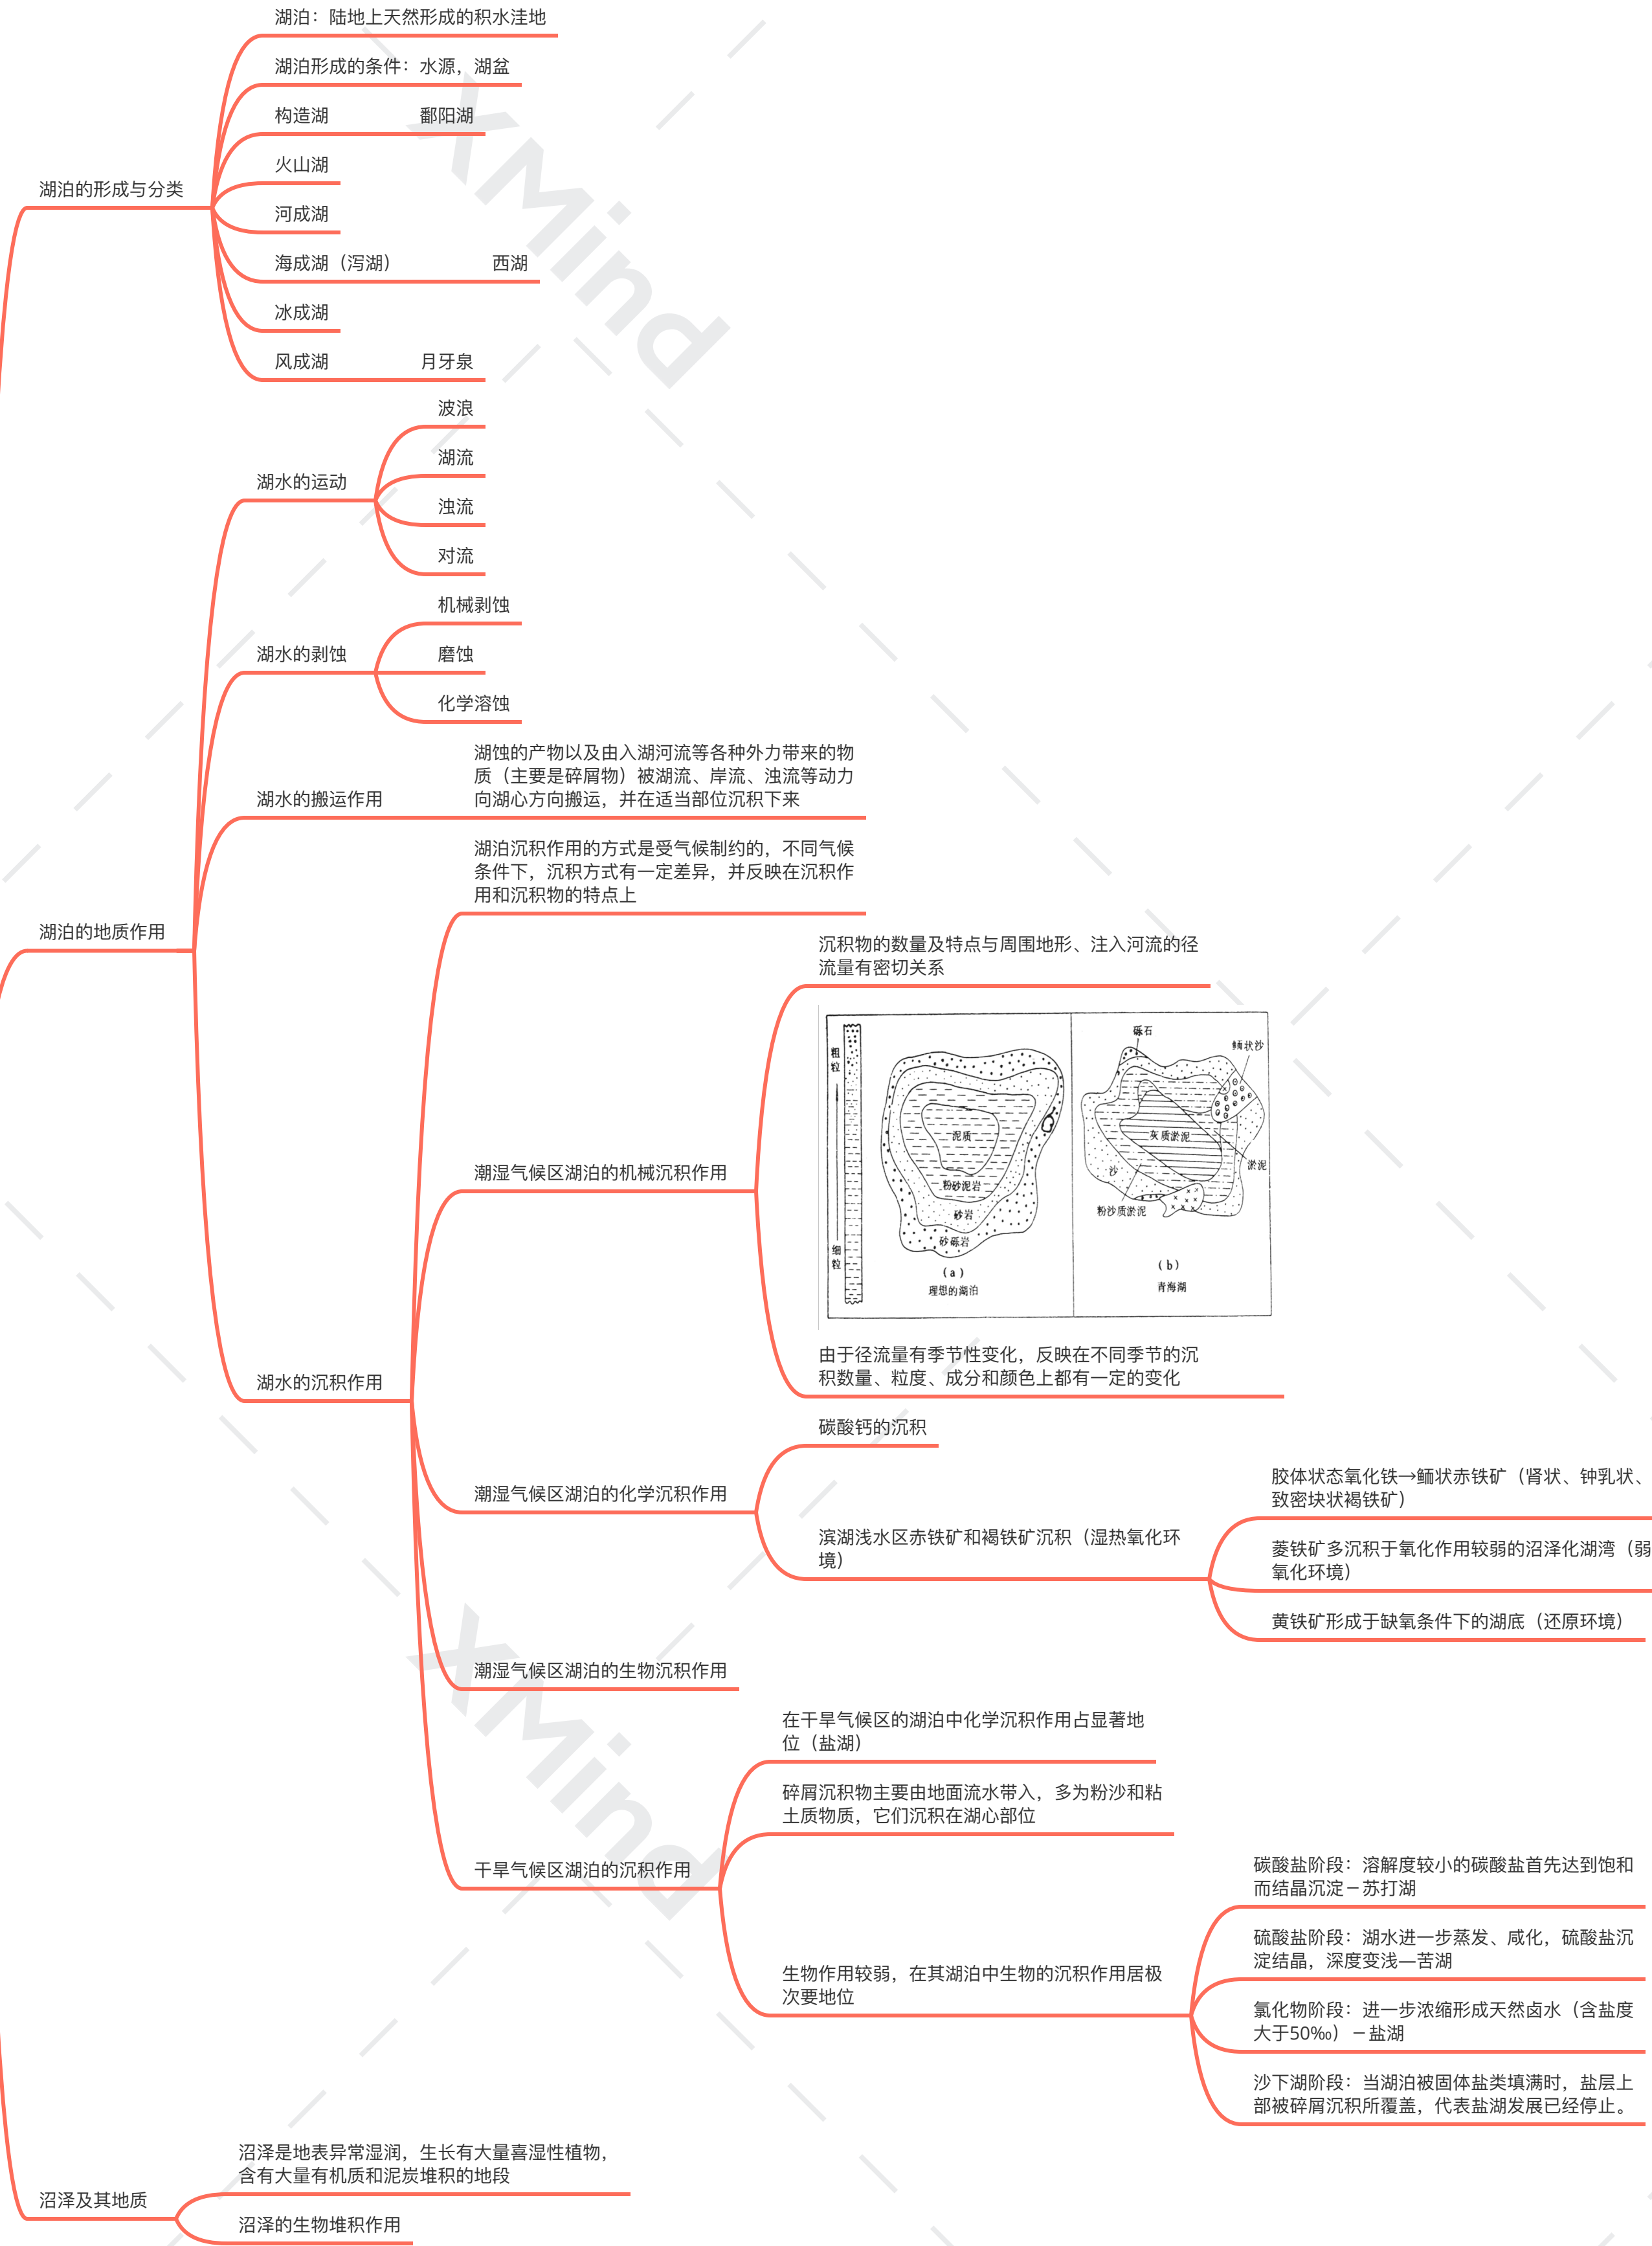 湖泊的形成与分类
湖泊：陆地上天然形成的积水洼地
湖泊形成的条件：水源，湖盆
构造湖
鄱阳湖
火山湖
河成湖
海成湖（泻湖）
西湖
冰成湖
风成湖
月牙泉
湖泊的地质作用
湖水的运动
波浪
湖流
浊流
对流
湖水的剥蚀
机械剥蚀
磨蚀
化学溶蚀
湖水的搬运作用
湖蚀的产物以及由入湖河流等各种外力带来的物
质（主要是碎屑物）被湖流、岸流、浊流等动力
向湖心方向搬运，并在适当部位沉积下来
湖水的沉积作用
湖泊沉积作用的方式是受气候制约的，不同气候
条件下，沉积方式有一定差异，并反映在沉积作
用和沉积物的特点上
潮湿气候区湖泊的机械沉积作用
沉积物的数量及特点与周围地形、注入河流的径
流量有密切关系
粗粒
细粒
泥质
粉砂泥岩
砂岩
砂砾岩
(a)
理想的湖泊
砾石
鲕状沙
灰质淤泥
淤泥
沙
粉沙质淤泥
(b)
青海湖
由于径流量有季节性变化，反映在不同季节的沉
积数量、粒度、成分和颜色上都有一定的变化
潮湿气候区湖泊的化学沉积作用
碳酸钙的沉积
滨湖浅水区赤铁矿和褐铁矿沉积（湿热氧化环
境）
胶体状态氧化铁→鲕状赤铁矿（肾状、钟乳状、
致密块状褐铁矿）
菱铁矿多沉积于氧化作用较弱的沼泽化湖湾（弱
氧化环境）
黄铁矿形成于缺氧条件下的湖底（还原环境）
潮湿气候区湖泊的生物沉积作用
干旱气候区湖泊的沉积作用
在干旱气候区的湖泊中化学沉积作用占显著地
位（盐湖）
碎屑沉积物主要由地面流水带入，多为粉沙和粘
土质物质，它们沉积在湖心部位
生物作用较弱，在其湖泊中生物的沉积作用居极
次要地位
碳酸盐阶段：溶解度较小的碳酸盐首先达到饱和
而结晶沉淀－苏打湖
硫酸盐阶段：湖水进一步蒸发、咸化，硫酸盐沉
淀结晶，深度变浅—苦湖
氯化物阶段：进一步浓缩形成天然卤水（含盐度
大于50‰）－盐湖
沙下湖阶段：当湖泊被固体盐类填满时，盐层上
部被碎屑沉积所覆盖，代表盐湖发展已经停止。
沼泽及其地质
沼泽是地表异常湿润，生长有大量喜湿性植物，
含有大量有机质和泥炭堆积的地段
沼泽的生物堆积作用
XMind
XMind